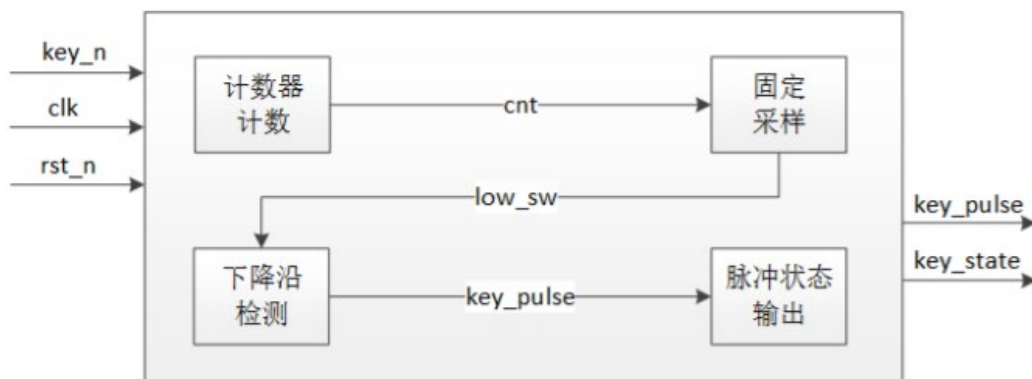 key_n
clk
rst_n
计数器
计数
cnt
固定
采样
low_sw
下降沿
检测
key_pulse
脉冲状态
输出
key_pulse
key_state